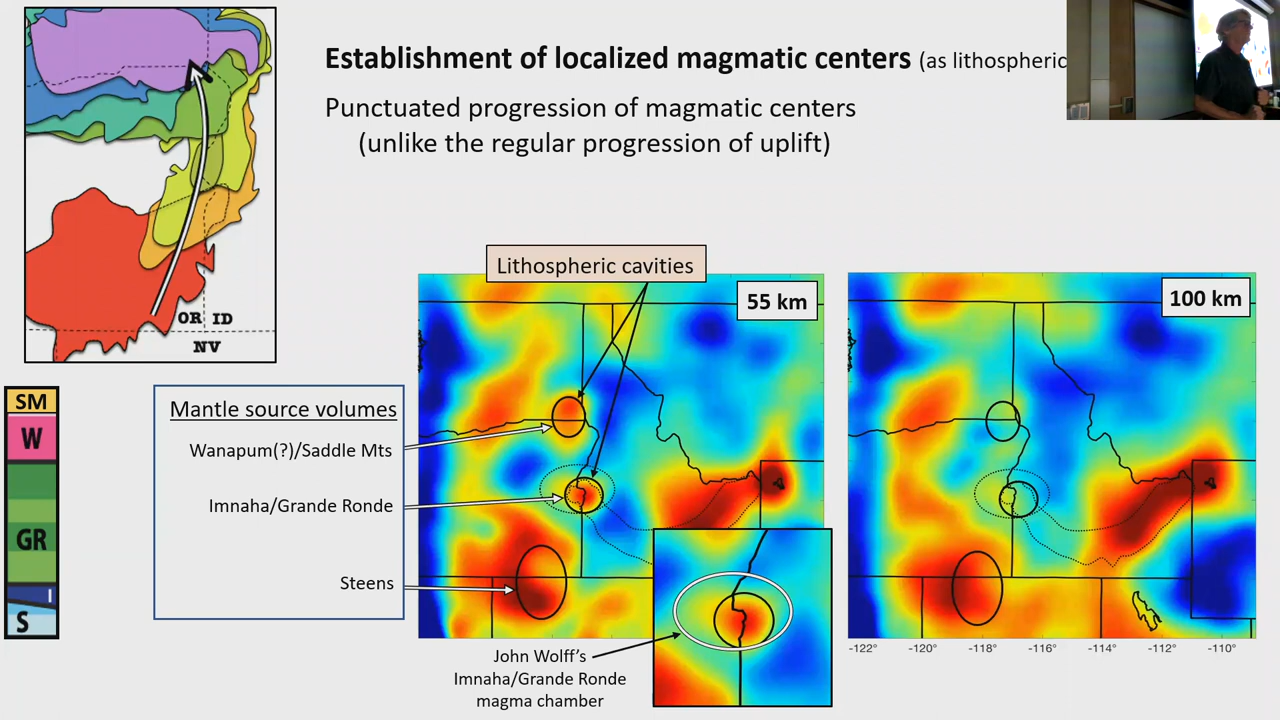 Establishment of localized magmatic centers (as lithospheric
Punctuated progression of magmatic centers
(unlike the regular progression of uplift)
OR ID
NV
Lithospheric cavities
55 km
100 km
SM
W
GR
I
S
Mantle source volumes
Wanapum(?)/Saddle Mts
Imnaha/Grande Ronde
Steens
John Wolff's
Imnaha/Grande Ronde
magma chamber
-122° -120° -118° -116° -114° -112° -110°